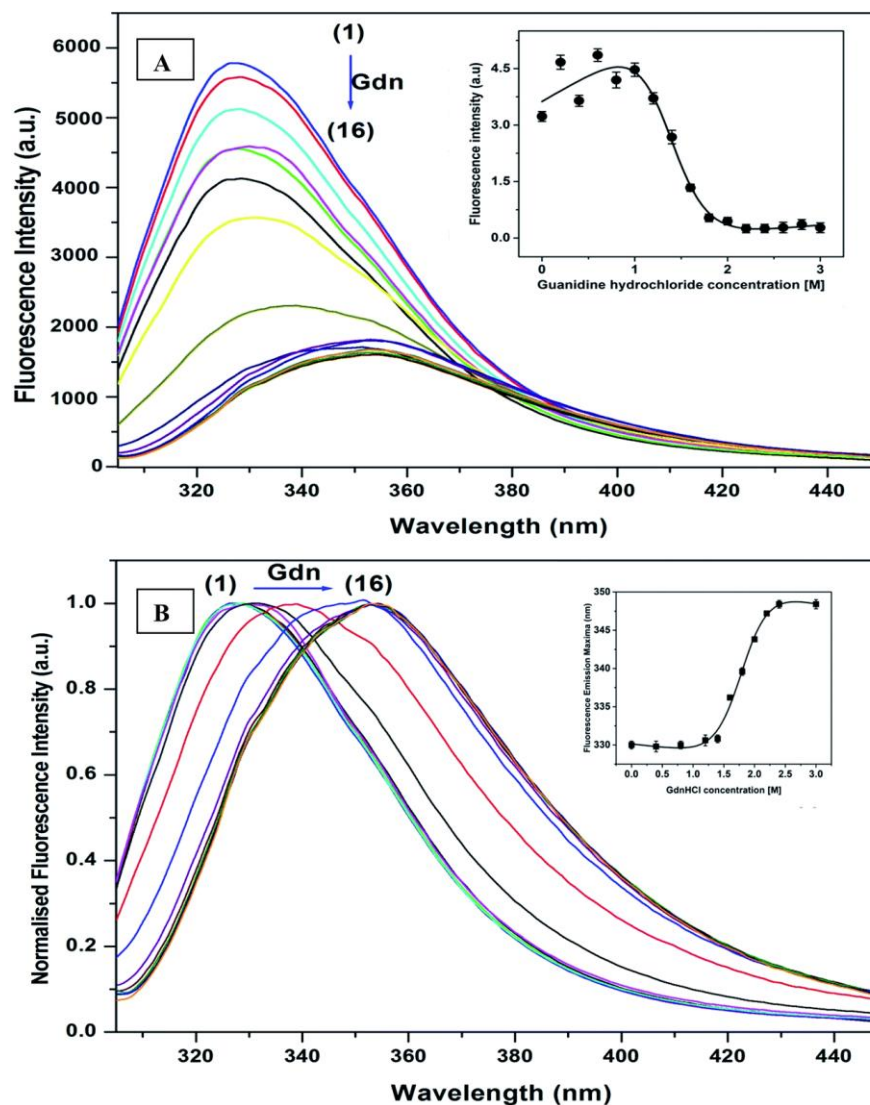 A
(1)
Gdn
(16)
Fluorescence Intensity (a.u.)
6000
5000
4000
3000
2000
1000
0
320 340 360 380 400 420 440
Wavelength (nm)
Fluorescence intensity (a.u)
4.5
3.0
1.5
0.0
0 1 2 3
Guanidine hydrochloride concentration [M]
B
(1) Gdn (16)
Normalised Fluorescence Intensity (a.u.)
1.0
0.8
0.6
0.4
0.2
0.0
320 340 360 380 400 420 440
Wavelength (nm)
Fluorescence Emission Maxima (nm)
350
345
340
335
330
325
0.0 0.5 1.0 1.5 2.0 2.5 3.0
GdnHCl concentration [M]